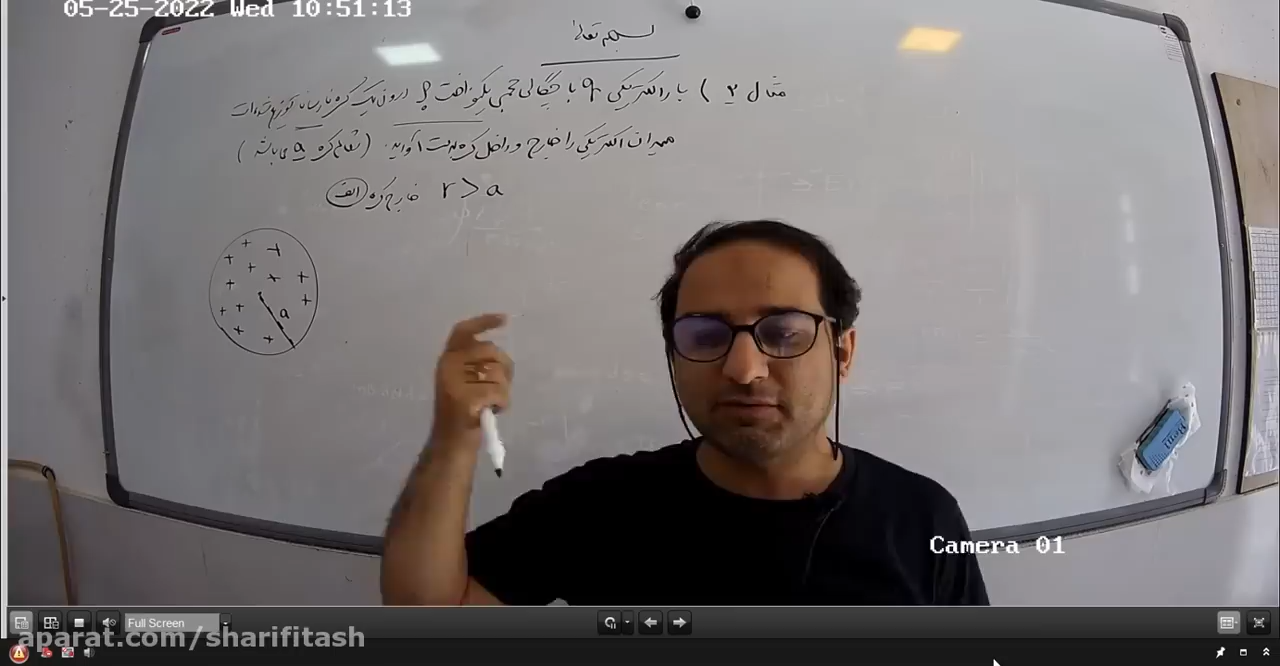 05-25-2022 Wed 10:51:13
بسمه تعالی
مثال ۲ ) بار الکتریکی q با چگالی حجمی یکنواخت ρ درون یک کره نارسانا توزیع شده است
میدان الکتریکی را خارج و داخل کره بدست آورید. (شعاع کره a می باشد)
الف خارج کره r > a
a
Camera 01
Full Screen
aparat.com/sharifitash